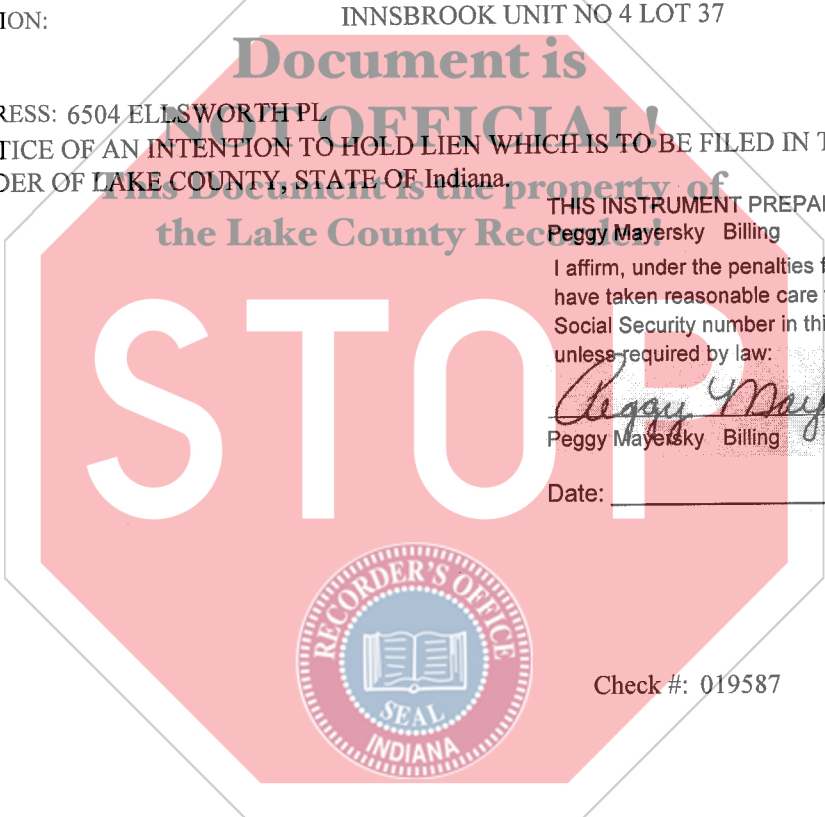 ION:
INNSBROOK UNIT NO 4 LOT 37
Document is
RESS: 6504 ELLSWORTH PL
NOT OFFICIAL!
TICE OF AN INTENTION TO HOLD LIEN WHICH IS TO BE FILED IN T
DER OF LAKE COUNTY, STATE OF Indiana.
This Document is the property of
the Lake County Recorder!
THIS INSTRUMENT PREPA
Peggy Mayersky Billing
I affirm, under the penalties f
have taken reasonable care
Social Security number in thi
unless required by law:
Peggy May
Peggy Mayersky Billing
Date:
STOP
RECORDER'S OFFICE
SEAL
INDIANA
Check #: 019587